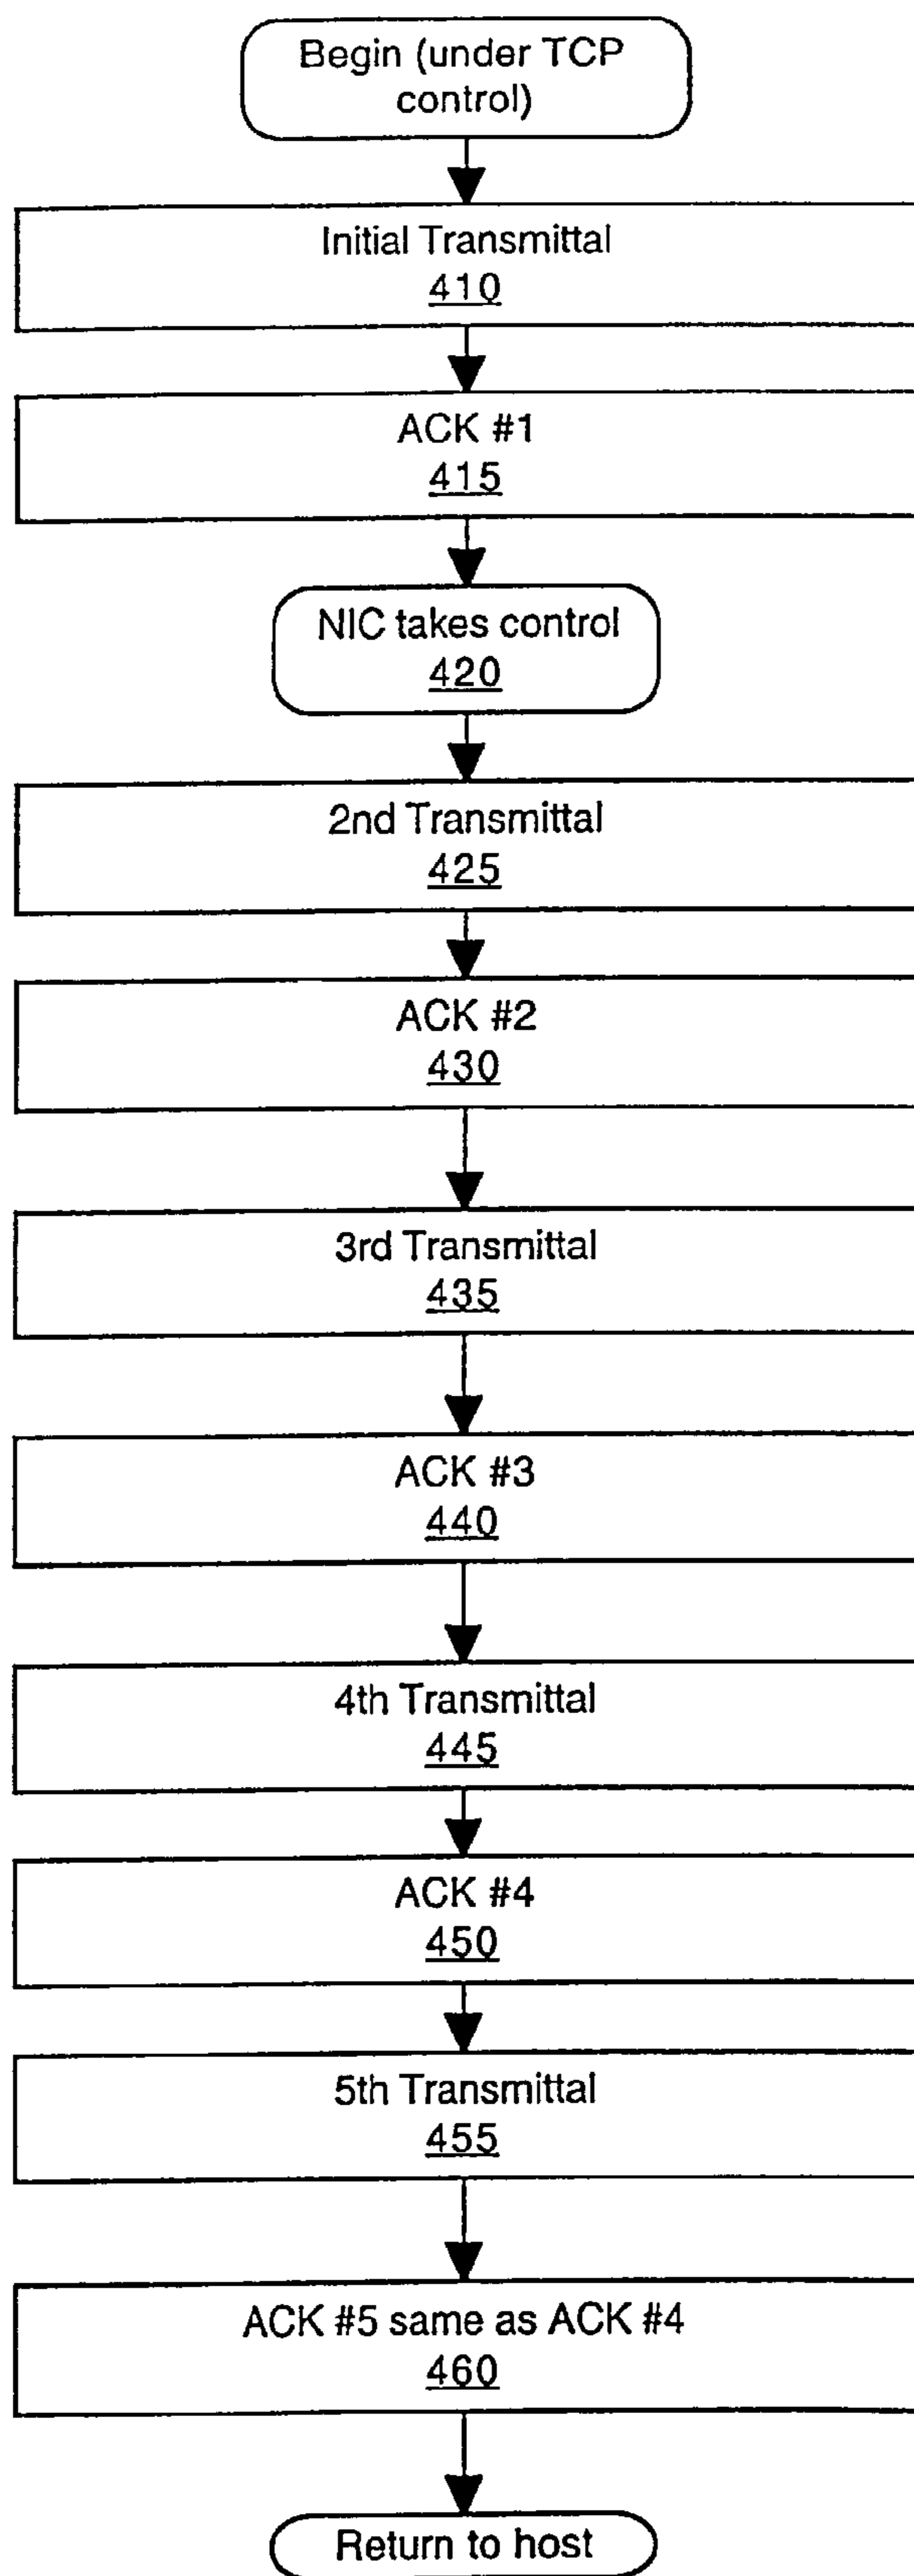 Begin (under TCP
control)
Initial Transmittal
410
ACK #1
415
NIC takes control
420
2nd Transmittal
425
ACK #2
430
3rd Transmittal
435
ACK #3
440
4th Transmittal
445
ACK #4
450
5th Transmittal
455
ACK #5 same as ACK #4
460
Return to host